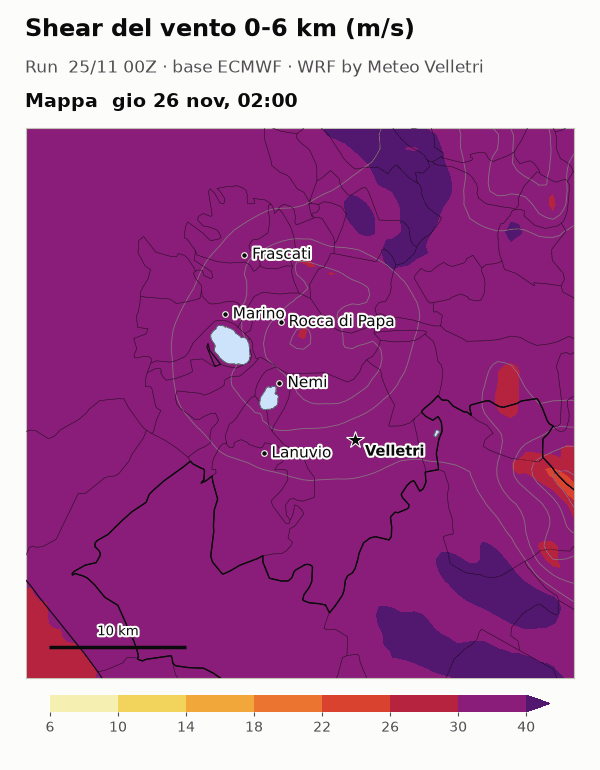 Shear del vento 0-6 km (m/s)
Run  25/11 00Z · base ECMWF · WRF by Meteo Velletri
Mappa  gio 26 nov, 02:00
Frascati
Marino
Rocca di Papa
Nemi
Velletri
Lanuvio
10 km
6 10 14 18 22 26 30 40